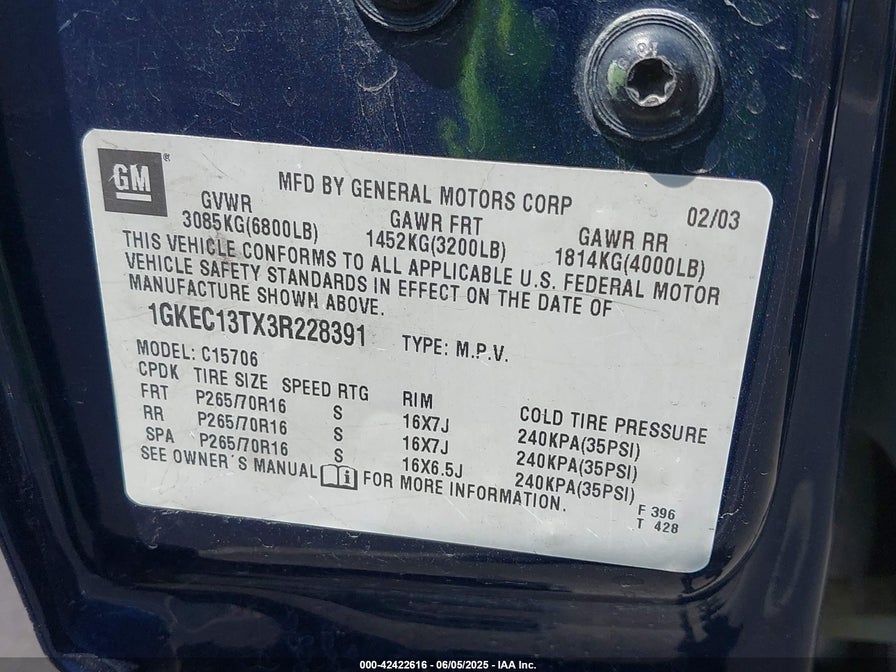 GM®
MFD BY GENERAL MOTORS CORP 02/03
GVWR GAWR FRT GAWR RR
3085KG(6800LB) 1452KG(3200LB) 1814KG(4000LB)
THIS VEHICLE CONFORMS TO ALL APPLICABLE U.S. FEDERAL MOTOR
VEHICLE SAFETY STANDARDS IN EFFECT ON THE DATE OF
MANUFACTURE SHOWN ABOVE.
1GKEC13TX3R228391 TYPE: M.P.V.
MODEL: C15706
CPDK TIRE SIZE SPEED RTG RIM COLD TIRE PRESSURE
FRT P265/70R16 S 16X7J 240KPA(35PSI)
RR P265/70R16 S 16X7J 240KPA(35PSI)
SPA P265/70R16 S 16X6.5J 240KPA(35PSI)
SEE OWNER'S MANUAL FOR MORE INFORMATION.
F 396
T 428
000-42422616 - 06/05/2025 - IAA Inc.